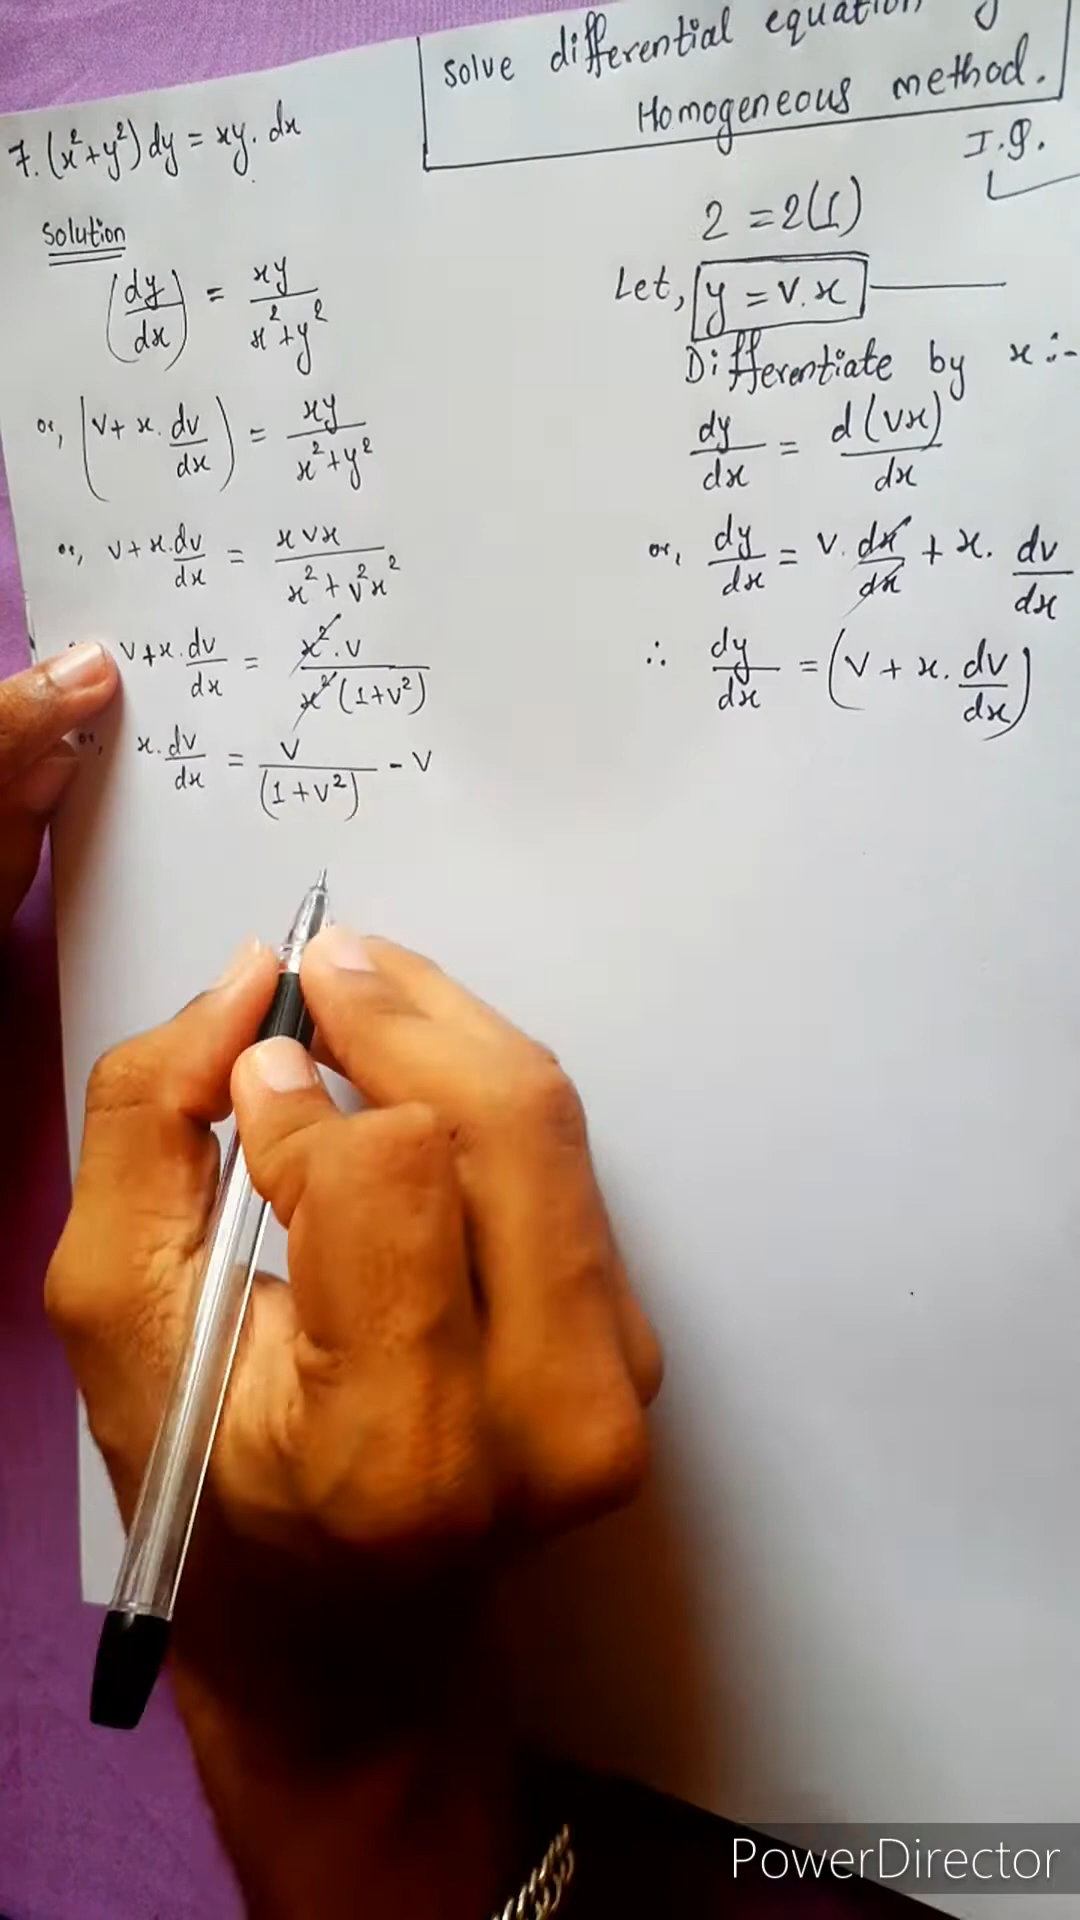 solve differential equation
Homogeneous method.
I.g.
7. (x²+y²) dy = xy. dx
Solution
(dy/dx) = xy/x²+y²
or, (v+ x. dv/dx) = xy/x²+y²
or, v+x.dv/dx = x v x/x²+v²x²
v+x.dv/dx = x².v/x²(1+v²)
or, x.dv/dx = v/(1+v²) - v
2 = 2(1)
Let, y = v.x
Differentiate by x :-
dy/dx = d(vx)/dx
or, dy/dx = v. dx/dx + x. dv/dx
∴ dy/dx = (v + x. dv/dx)
PowerDirector